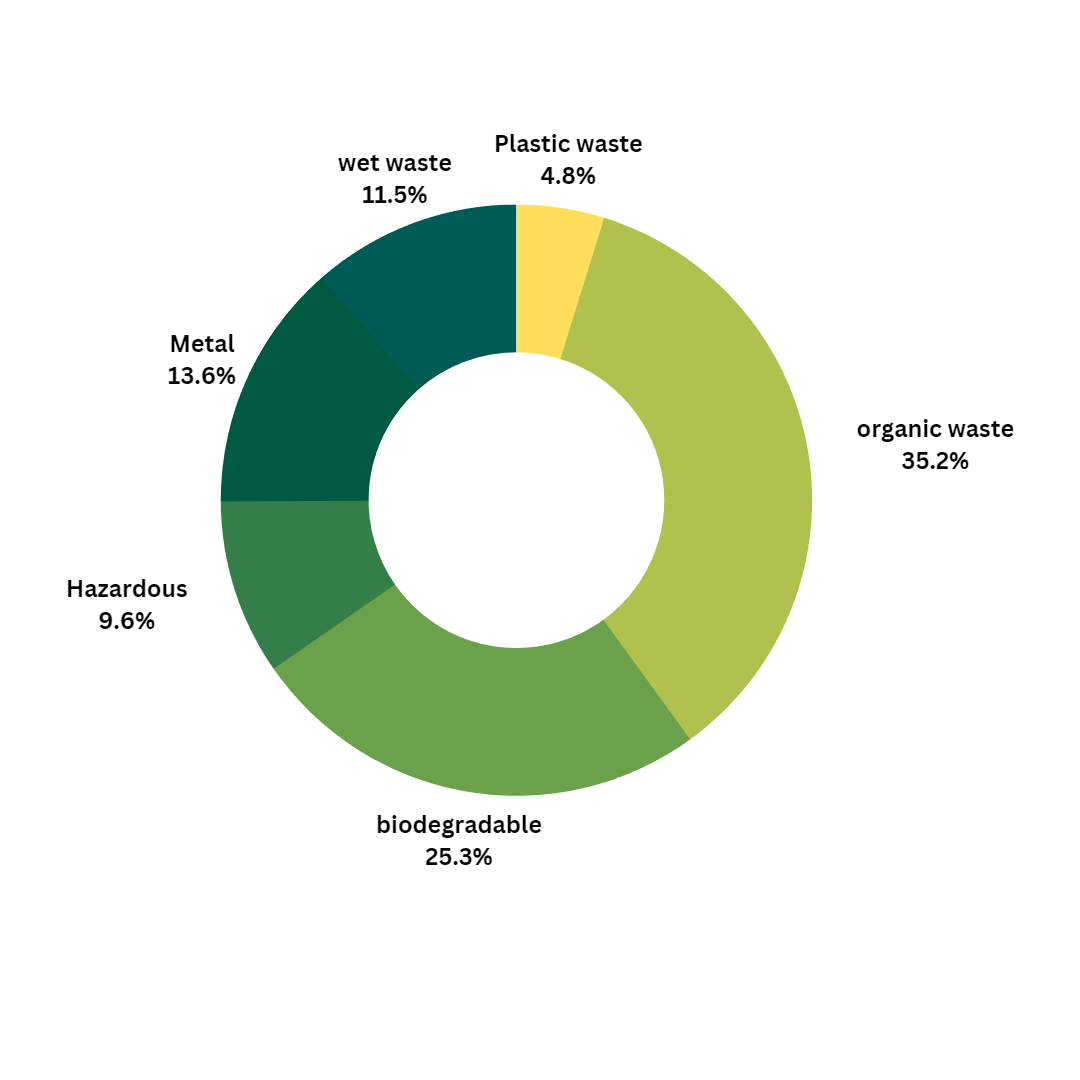 Plastic waste
4.8%
wet waste
11.5%
Metal
13.6%
organic waste
35.2%
Hazardous
9.6%
biodegradable
25.3%